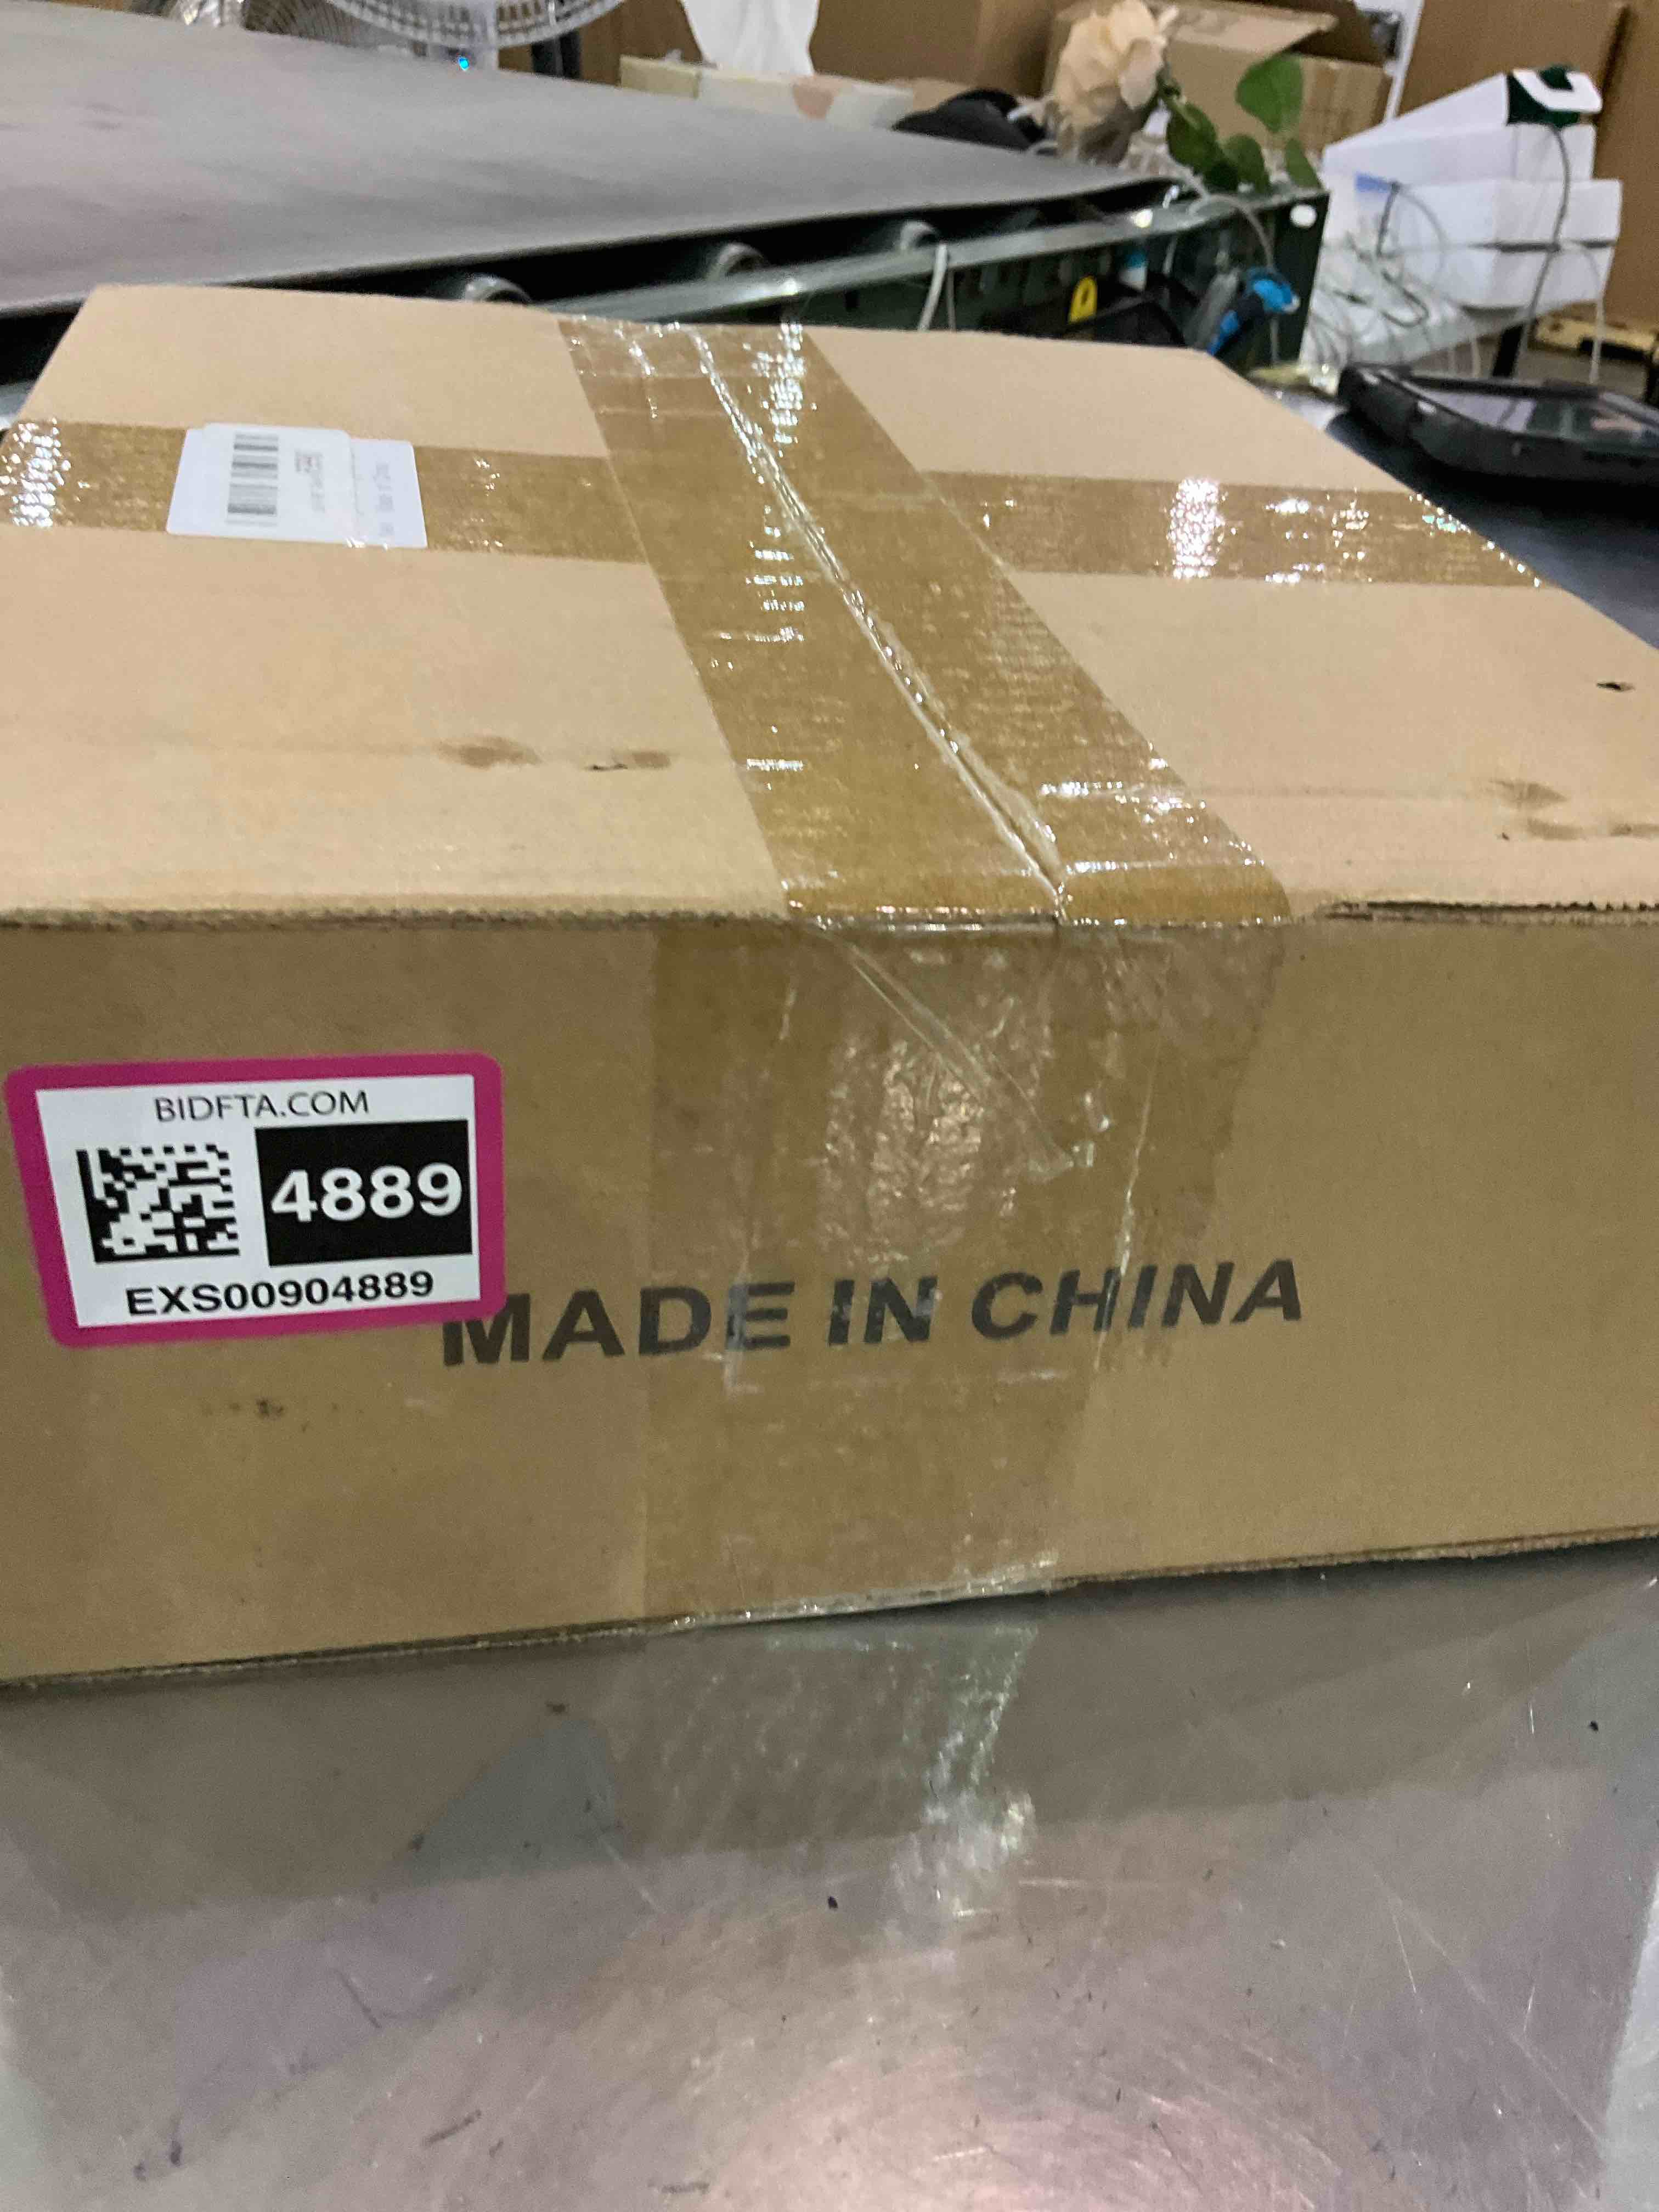 BIDFTA.COM
4889
EXS00904889
MADE IN CHINA